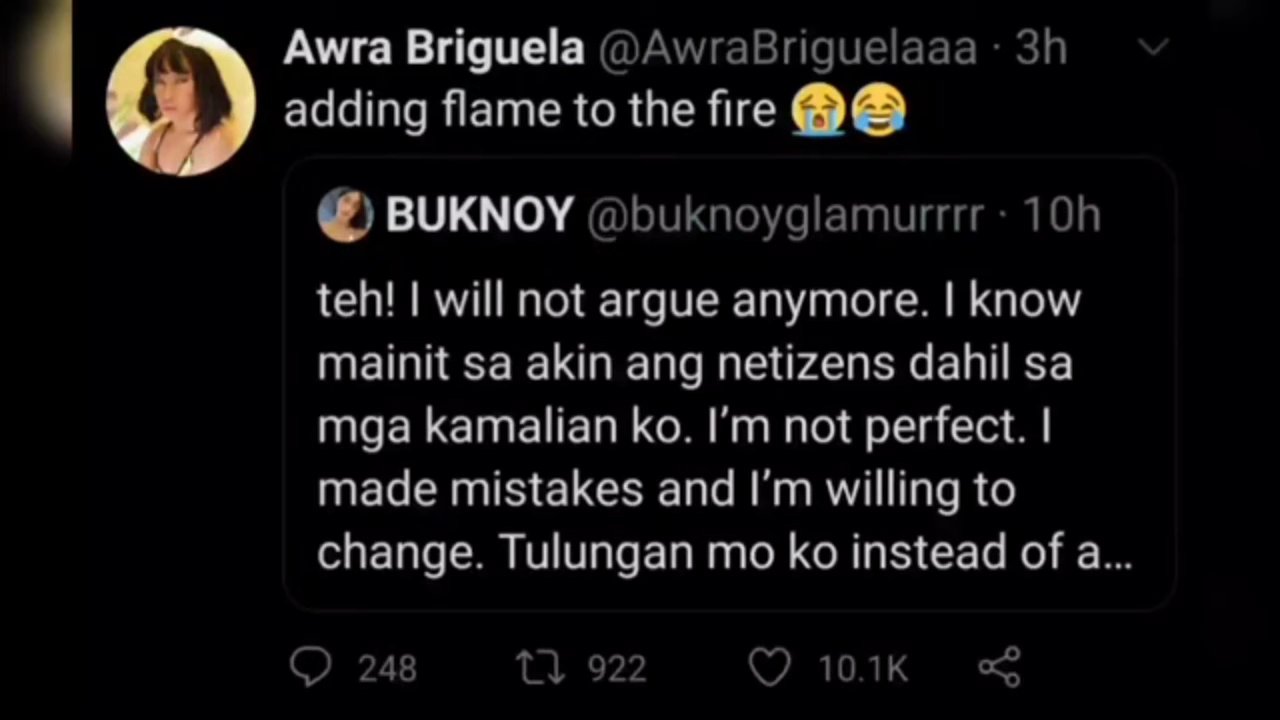 Awra Briguela @AwraBriguelaaa · 3h
adding flame to the fire 😭😂
BUKNOY @buknoyglamurrrr · 10h
teh! I will not argue anymore. I know
mainit sa akin ang netizens dahil sa
mga kamalian ko. I’m not perfect. I
made mistakes and I’m willing to
change. Tulungan mo ko instead of a...
248 922 10.1K